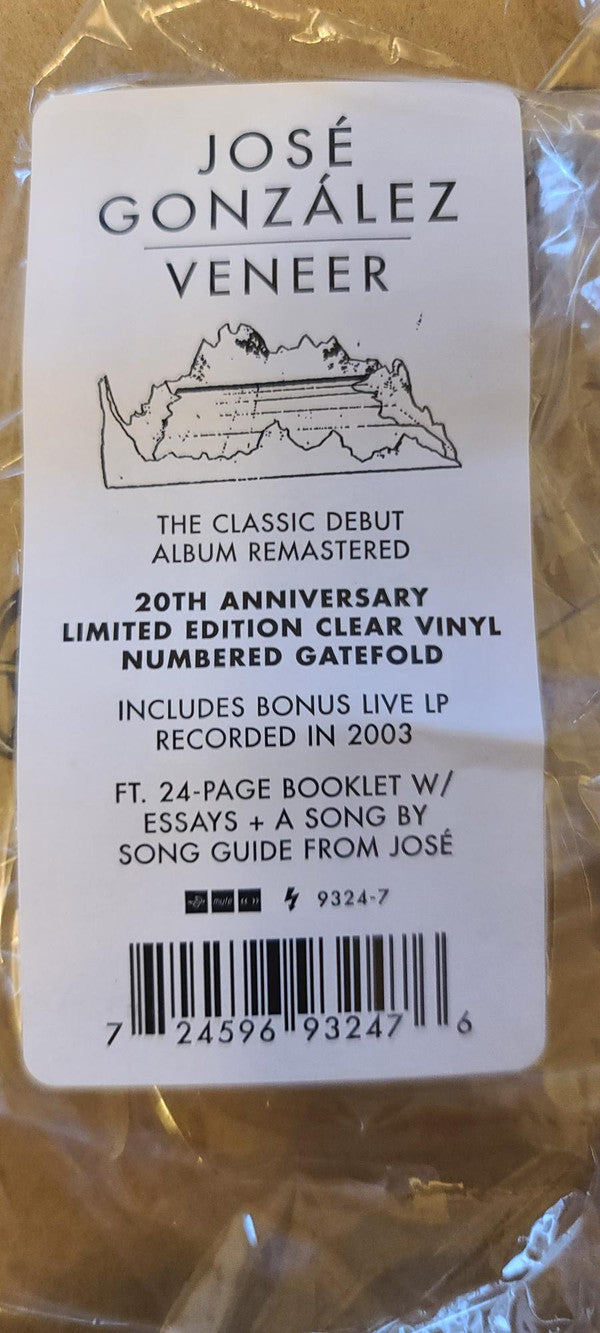 JOSÉ
GONZÁLEZ
VENEER
THE CLASSIC DEBUT
ALBUM REMASTERED
20TH ANNIVERSARY
LIMITED EDITION CLEAR VINYL
NUMBERED GATEFOLD
INCLUDES BONUS LIVE LP
RECORDED IN 2003
FT. 24-PAGE BOOKLET W/
ESSAYS + A SONG BY
SONG GUIDE FROM JOSÉ
mute 9324-7
7 24596 93247 6